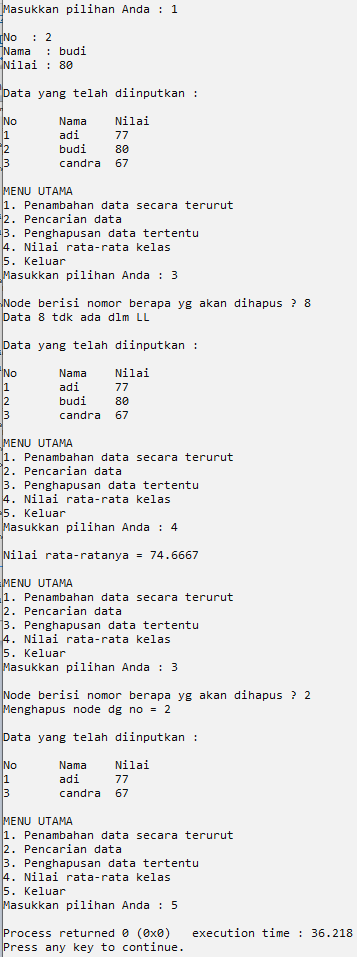 Masukkan pilihan Anda : 1
No  : 2
Nama  : budi
Nilai : 80
Data yang telah diinputkan :
No      Nama    Nilai
1       adi     77
2       budi    80
3       candra  67
MENU UTAMA
1. Penambahan data secara terurut
2. Pencarian data
3. Penghapusan data tertentu
4. Nilai rata-rata kelas
5. Keluar
Masukkan pilihan Anda : 3
Node berisi nomor berapa yg akan dihapus ? 8
Data 8 tdk ada dlm LL
Data yang telah diinputkan :
No      Nama    Nilai
1       adi     77
2       budi    80
3       candra  67
MENU UTAMA
1. Penambahan data secara terurut
2. Pencarian data
3. Penghapusan data tertentu
4. Nilai rata-rata kelas
5. Keluar
Masukkan pilihan Anda : 4
Nilai rata-ratanya = 74.6667
MENU UTAMA
1. Penambahan data secara terurut
2. Pencarian data
3. Penghapusan data tertentu
4. Nilai rata-rata kelas
5. Keluar
Masukkan pilihan Anda : 3
Node berisi nomor berapa yg akan dihapus ? 2
Menghapus node dg no = 2
Data yang telah diinputkan :
No      Nama    Nilai
1       adi     77
3       candra  67
MENU UTAMA
1. Penambahan data secara terurut
2. Pencarian data
3. Penghapusan data tertentu
4. Nilai rata-rata kelas
5. Keluar
Masukkan pilihan Anda : 5
Process returned 0 (0x0)   execution time : 36.218
Press any key to continue.